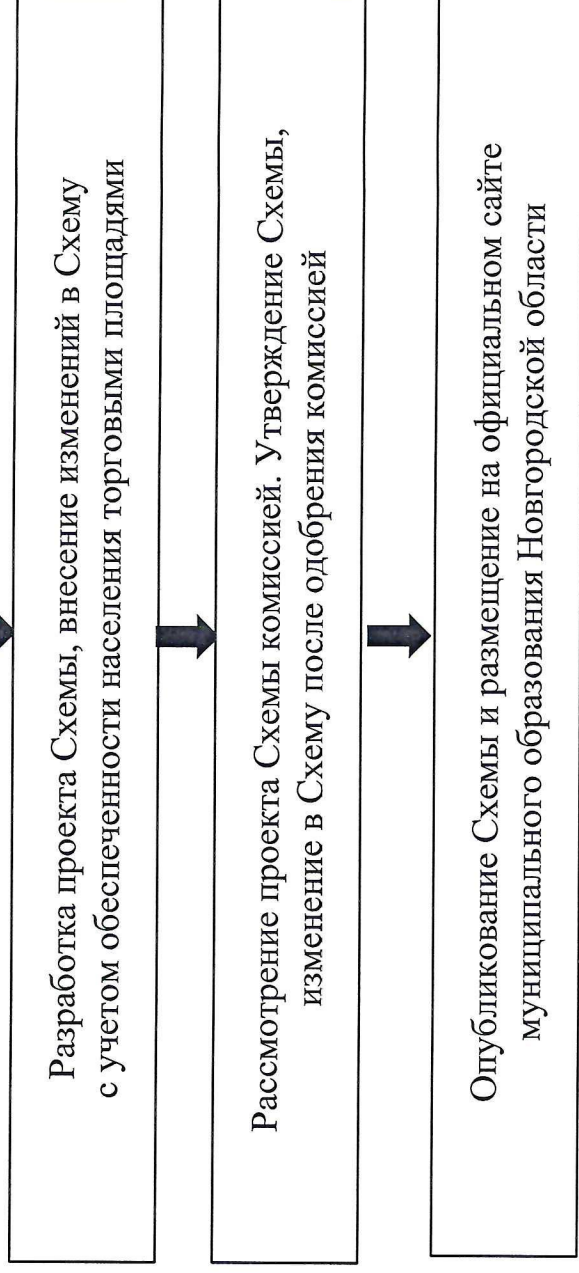 Разработка проекта Схемы, внесение изменений в Схему
с учетом обеспеченности населения торговыми площадями
Рассмотрение проекта Схемы комиссией. Утверждение Схемы,
изменение в Схему после одобрения комиссией
Опубликование Схемы и размещение на официальном сайте
муниципального образования Новгородской области